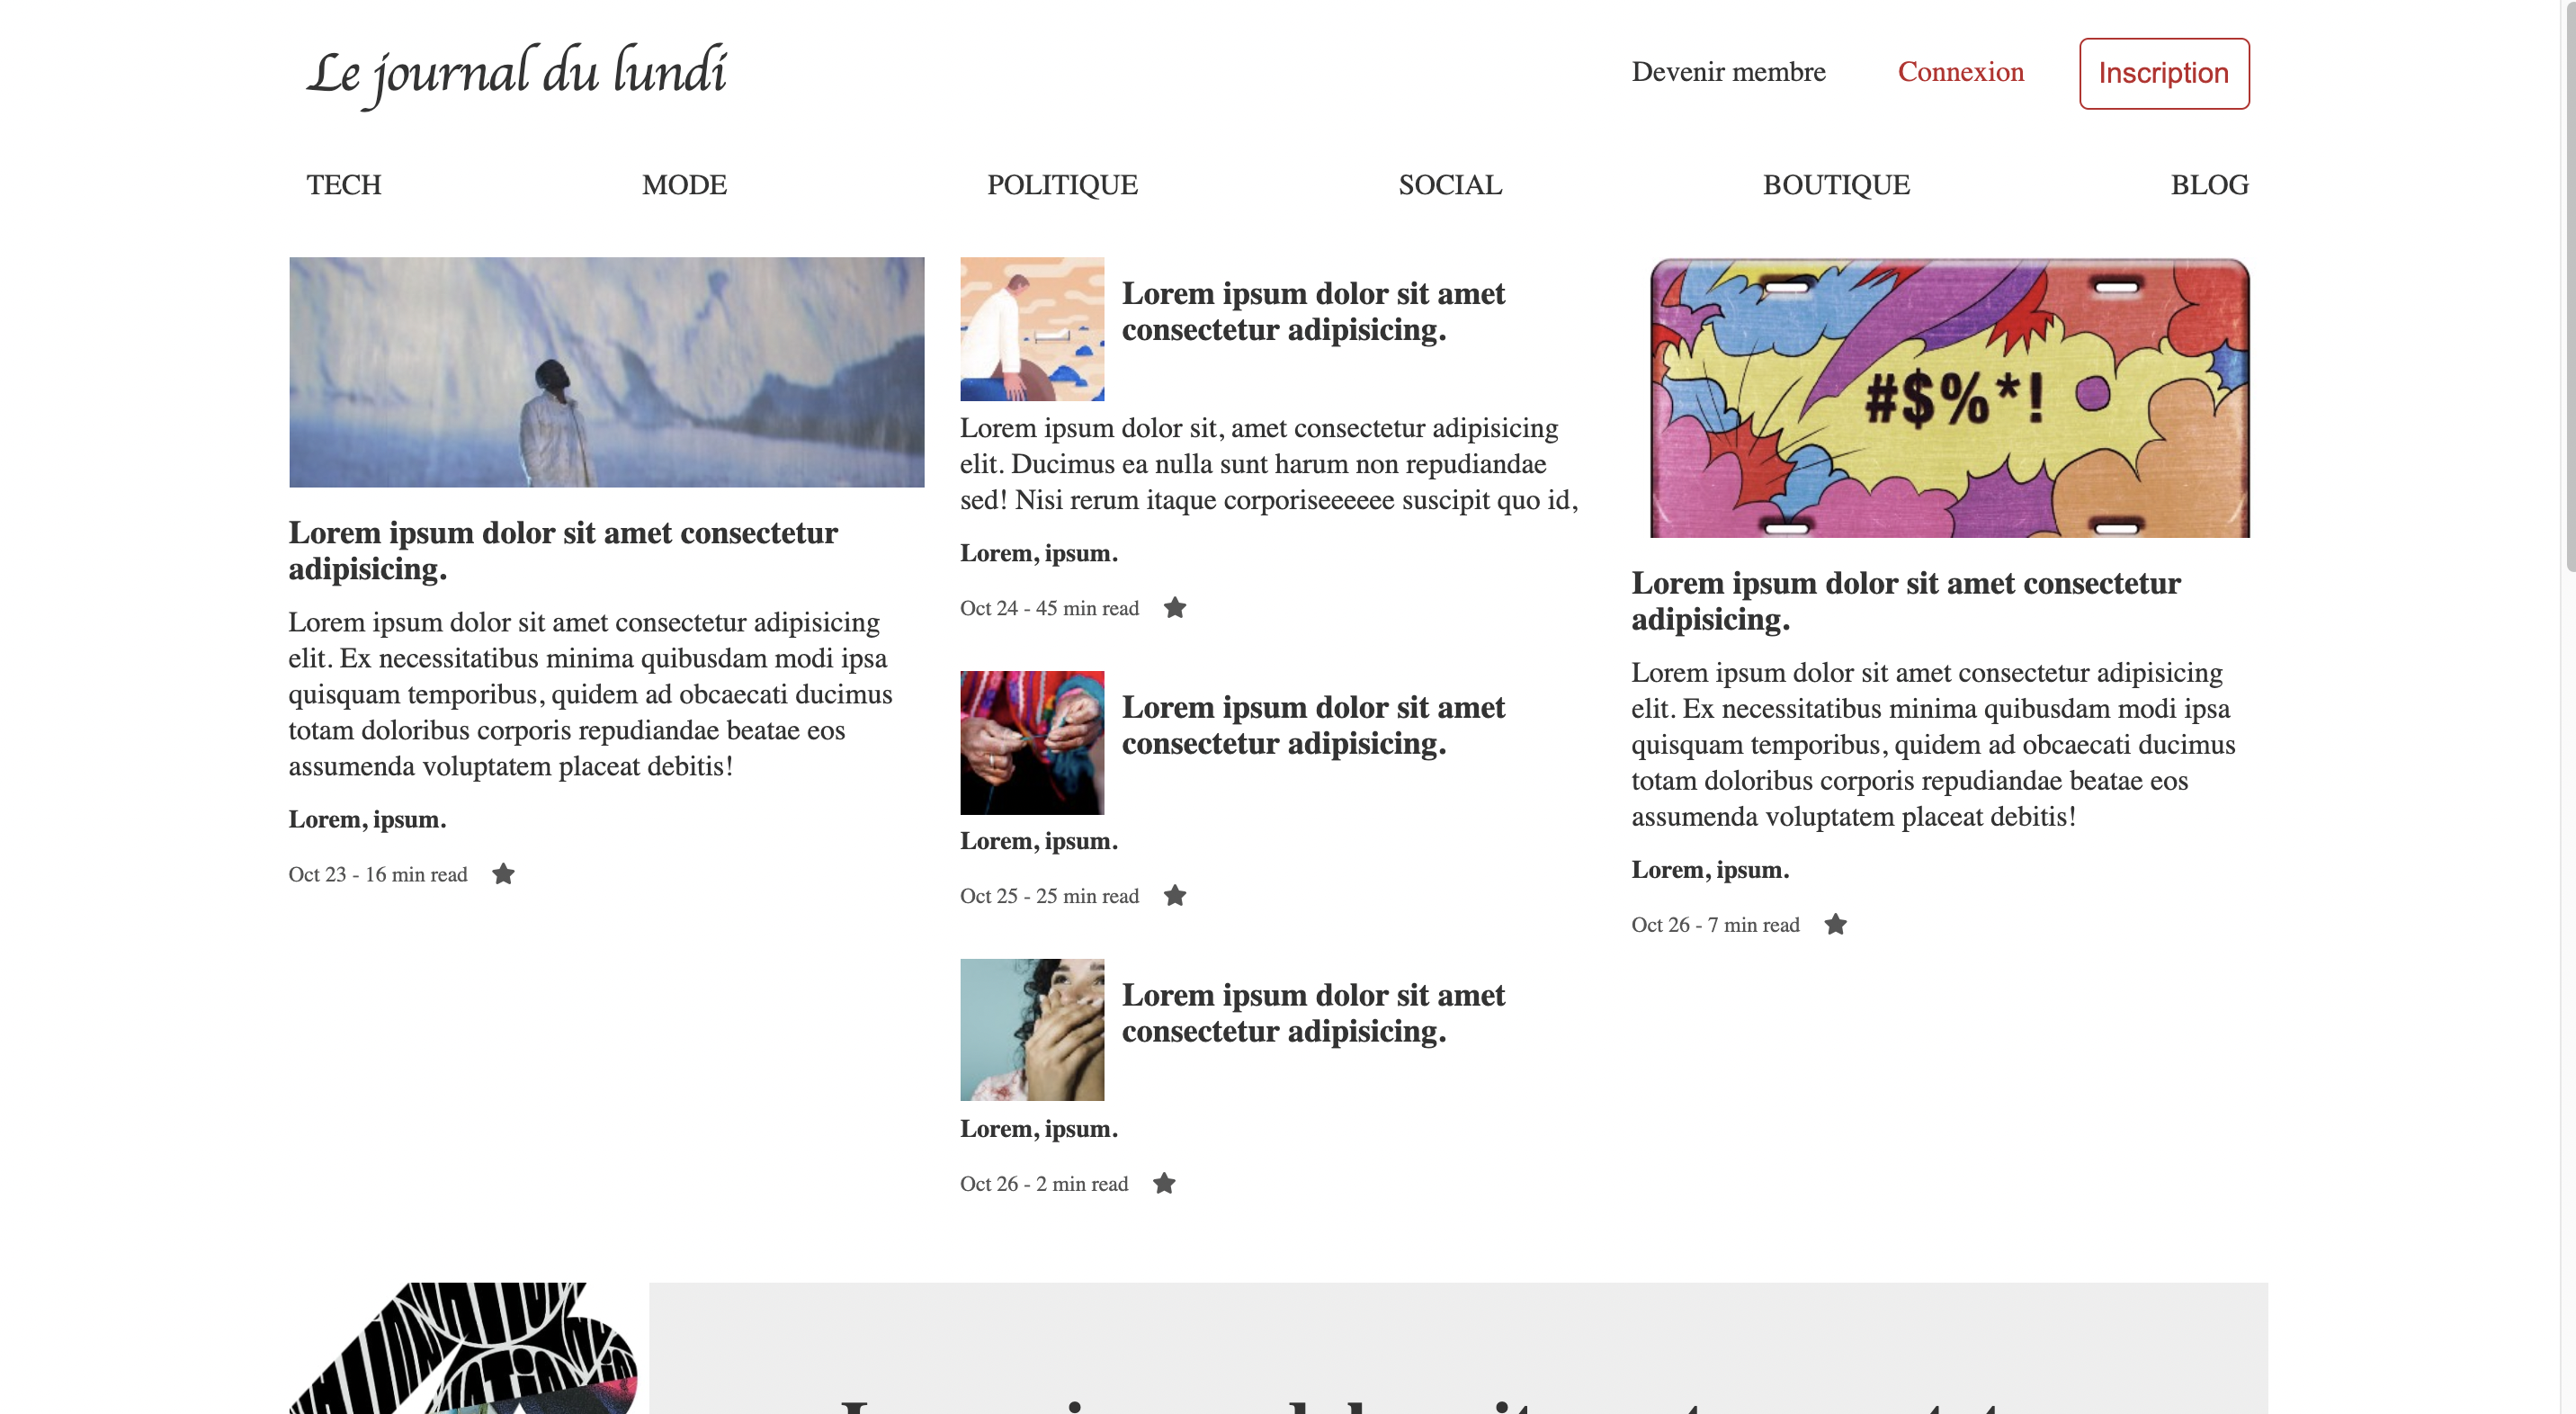 Le journal du lundi
Devenir membre
Connexion
Inscription
TECH
MODE
POLITIQUE
SOCIAL
BOUTIQUE
BLOG
Lorem ipsum dolor sit amet consectetur
adipisicing.
Lorem ipsum dolor sit amet consectetur adipisicing
elit. Ex necessitatibus minima quibusdam modi ipsa
quisquam temporibus, quidem ad obcaecati ducimus
totam doloribus corporis repudiandae beatae eos
assumenda voluptatem placeat debitis!
Lorem, ipsum.
Oct 23 - 16 min read
Lorem ipsum dolor sit amet
consectetur adipisicing.
Lorem ipsum dolor sit, amet consectetur adipisicing
elit. Ducimus ea nulla sunt harum non repudiandae
sed! Nisi rerum itaque corporiseeeeee suscipit quo id,
Lorem, ipsum.
Oct 24 - 45 min read
Lorem ipsum dolor sit amet
consectetur adipisicing.
Lorem, ipsum.
Oct 25 - 25 min read
Lorem ipsum dolor sit amet
consectetur adipisicing.
Lorem, ipsum.
Oct 26 - 2 min read
#$%*!
Lorem ipsum dolor sit amet consectetur
adipisicing.
Lorem ipsum dolor sit amet consectetur adipisicing
elit. Ex necessitatibus minima quibusdam modi ipsa
quisquam temporibus, quidem ad obcaecati ducimus
totam doloribus corporis repudiandae beatae eos
assumenda voluptatem placeat debitis!
Lorem, ipsum.
Oct 26 - 7 min read